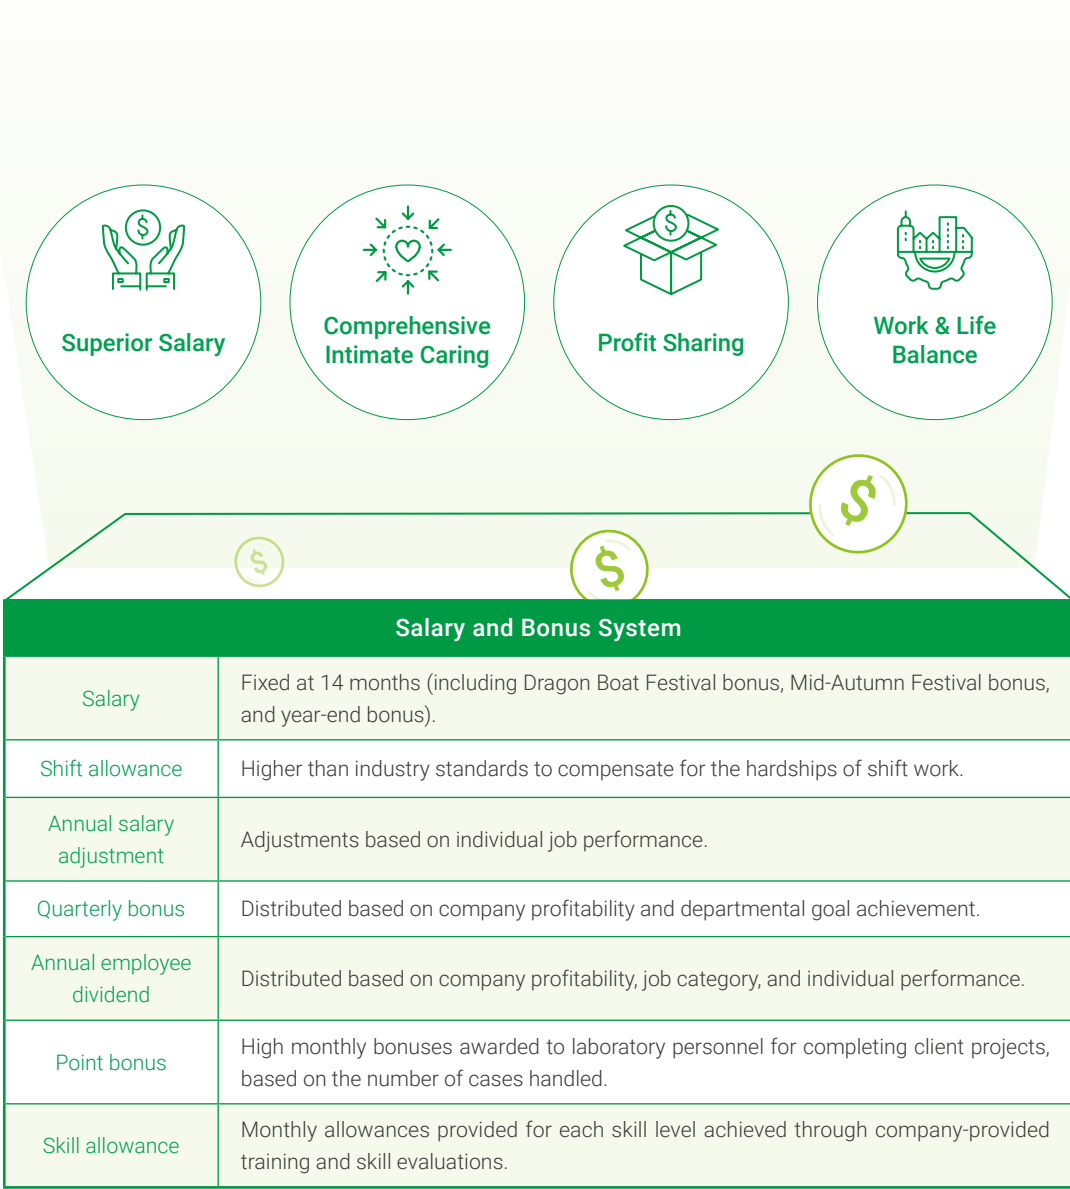 Superior Salary
Comprehensive
Intimate Caring
Profit Sharing
Work & Life
Balance
$
$
$
$
$
Salary and Bonus System
Salary
Fixed at 14 months (including Dragon Boat Festival bonus, Mid-Autumn Festival bonus,
and year-end bonus).
Shift allowance
Higher than industry standards to compensate for the hardships of shift work.
Annual salary
adjustment
Adjustments based on individual job performance.
Quarterly bonus
Distributed based on company profitability and departmental goal achievement.
Annual employee
dividend
Distributed based on company profitability, job category, and individual performance.
Point bonus
High monthly bonuses awarded to laboratory personnel for completing client projects,
based on the number of cases handled.
Skill allowance
Monthly allowances provided for each skill level achieved through company-provided
training and skill evaluations.